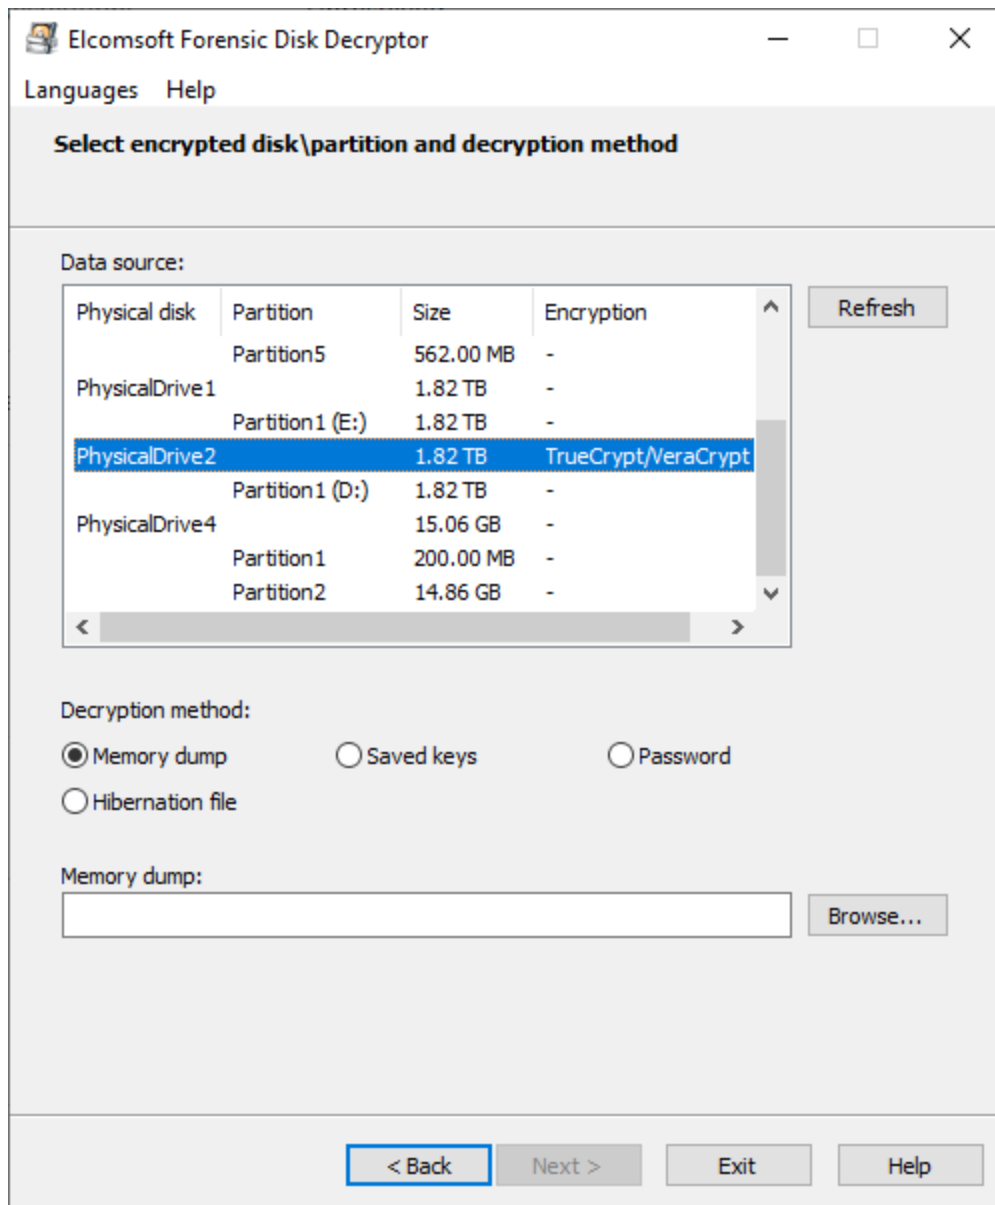 Elcomsoft Forensic Disk Decryptor
Languages Help
Select encrypted disk\partition and decryption method
Data source:
Physical disk Partition Size Encryption
Refresh
Partition5 562.00 MB -
PhysicalDrive1 1.82 TB -
Partition1 (E:) 1.82 TB -
PhysicalDrive2 1.82 TB TrueCrypt/VeraCrypt
Partition1 (D:) 1.82 TB -
PhysicalDrive4 15.06 GB -
Partition1 200.00 MB -
Partition2 14.86 GB -
Decryption method:
Memory dump Saved keys Password
Hibernation file
Memory dump:
Browse...
< Back Next > Exit Help